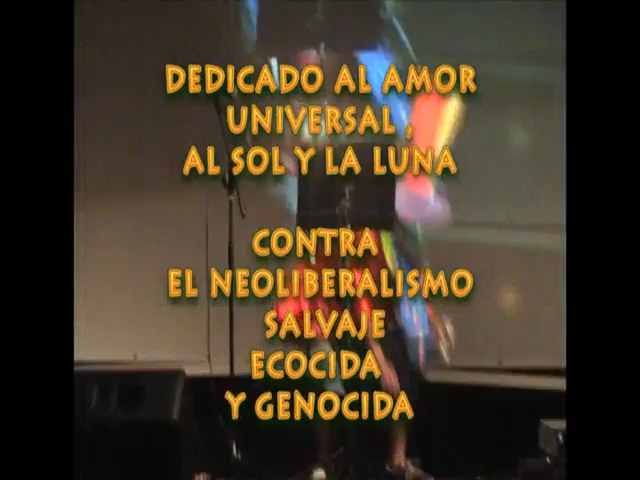 DEDICADO AL AMOR
UNIVERSAL ,
AL SOL Y LA LUNA
CONTRA
EL NEOLIBERALISMO
SALVAJE
ECOCIDA
Y GENOCIDA